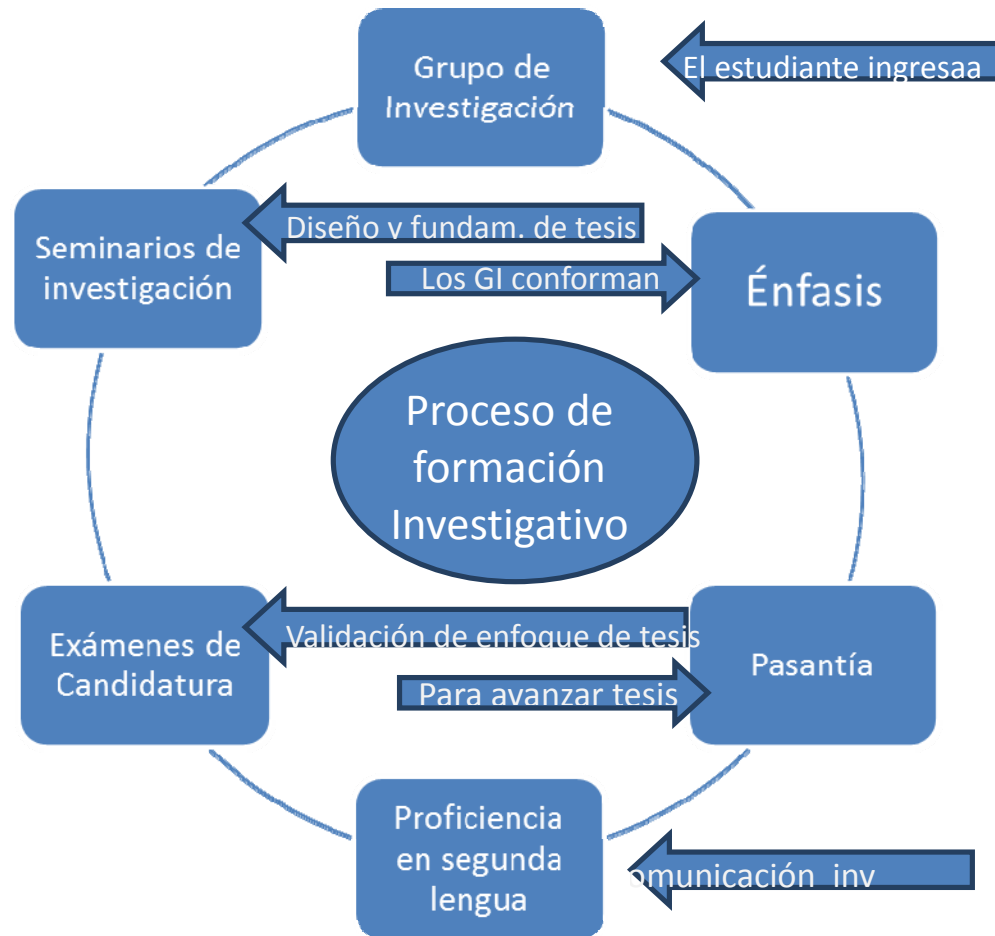 Grupo de
Investigación
El estudiante ingresaa
Seminarios de
investigación
Diseño y fundam. de tesis
Los GI conforman
Énfasis
Proceso de
formación
Investigativo
Exámenes de
Candidatura
Validación de enfoque de tesis
Para avanzar tesis
Pasantía
Proficiencia
en segunda
lengua
omunicación inv